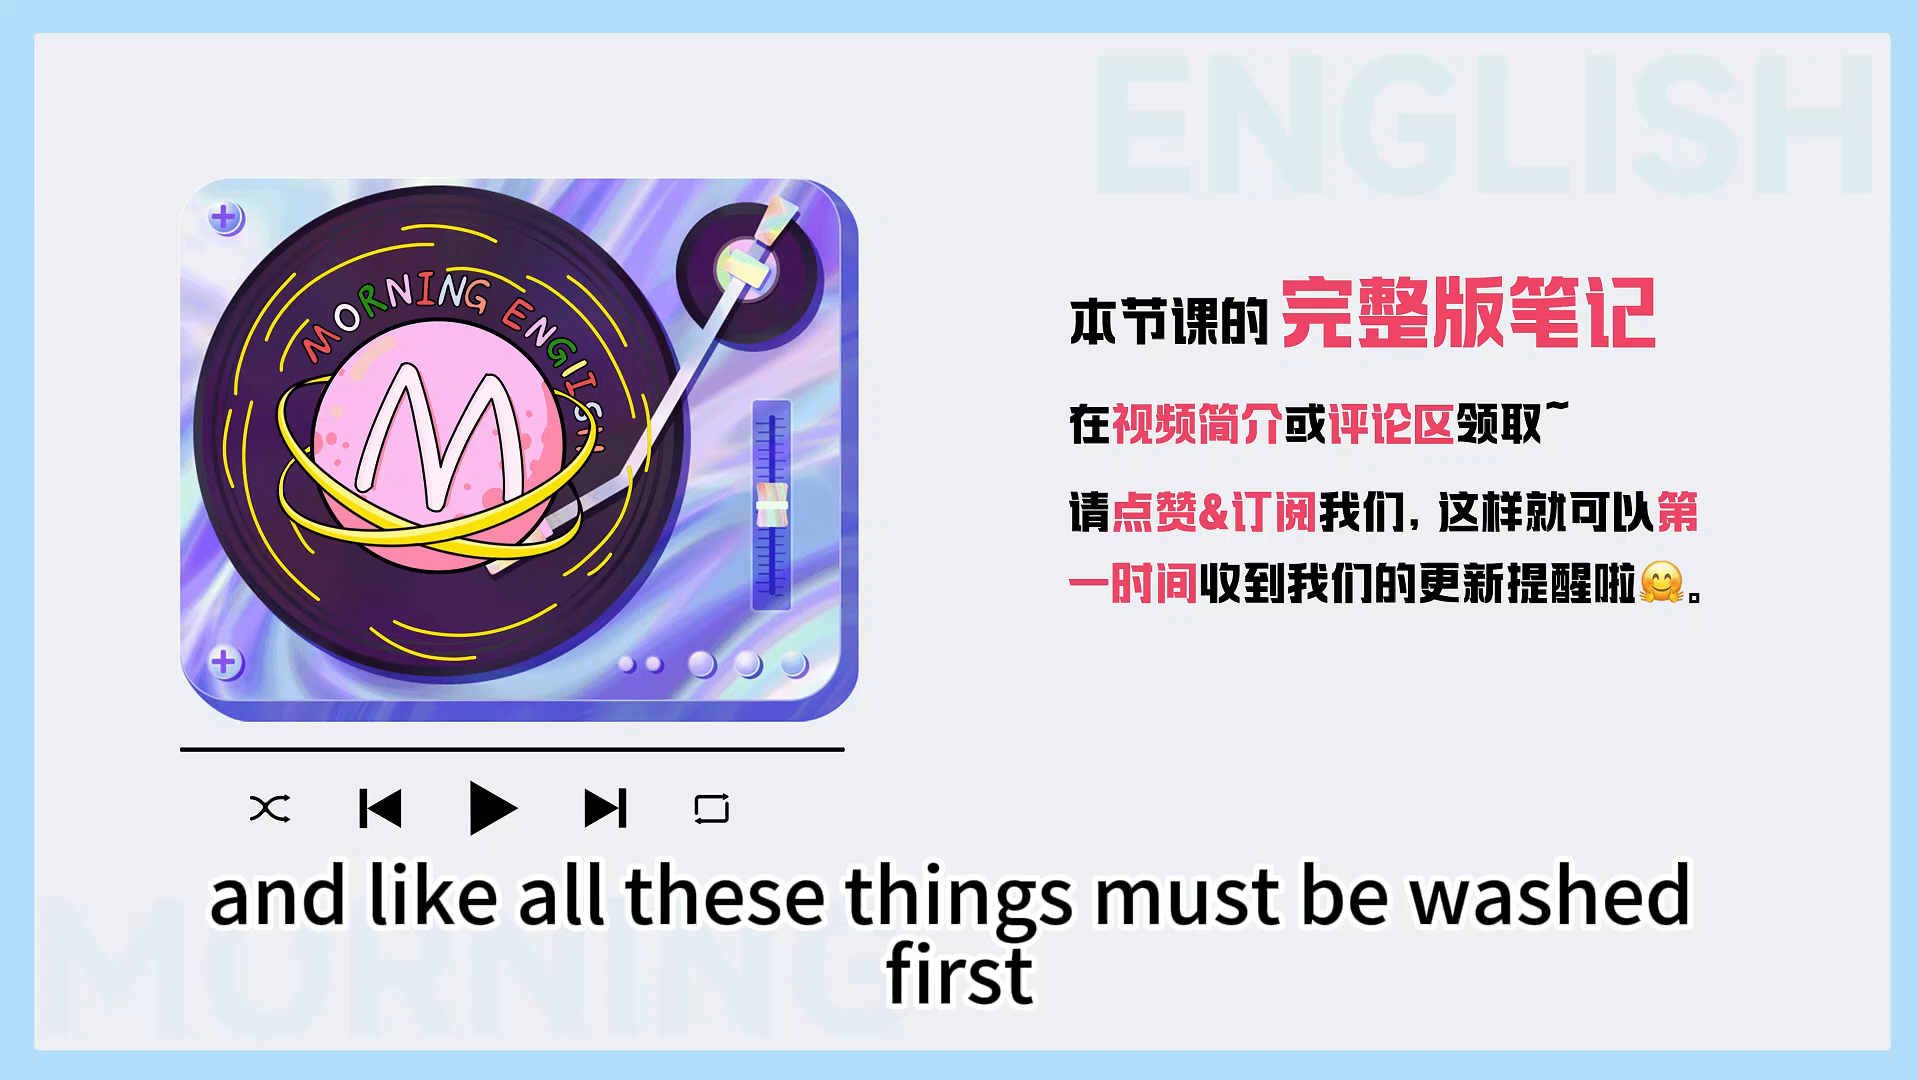 ENGLISH
MORNING ENGLISH
M
本节课的 完整版笔记
在视频简介或评论区领取~
请点赞&订阅我们, 这样就可以第
一时间收到我们的更新提醒啦🤗。
MORNING
and like all these things must be washed
first